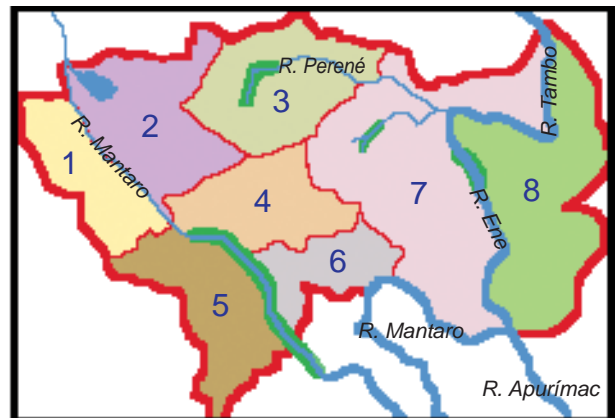 R. Perené
R. Tambo
3
2
1
R. Mantaro
8
7
4
R. Ene
6
5
R. Mantaro
R. Apurímac